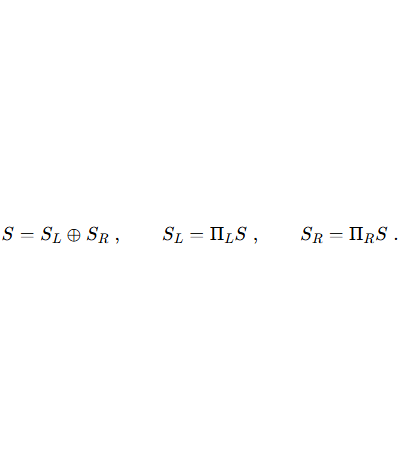 S = S_L ⊕ S_R , S_L = Π_L S , S_R = Π_R S .